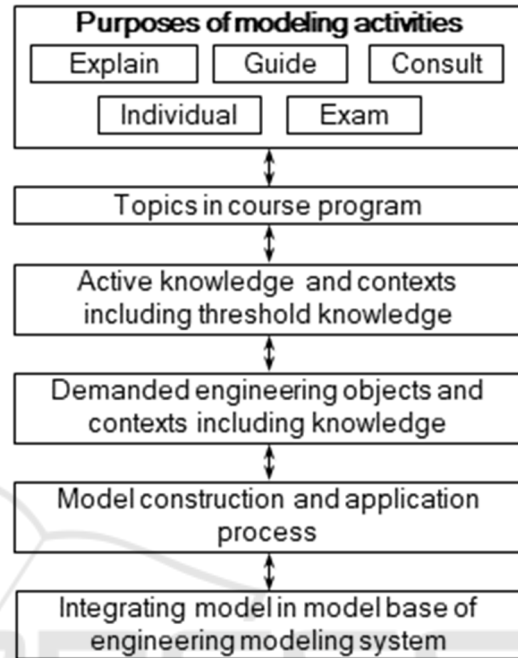 Purposes of modeling activities
Explain
Guide
Consult
Individual
Exam
Topics in course program
Active knowledge and contexts
including threshold knowledge
Demanded engineering objects and
contexts including knowledge
Model construction and application
process
Integrating model in model base of
engineering modeling system